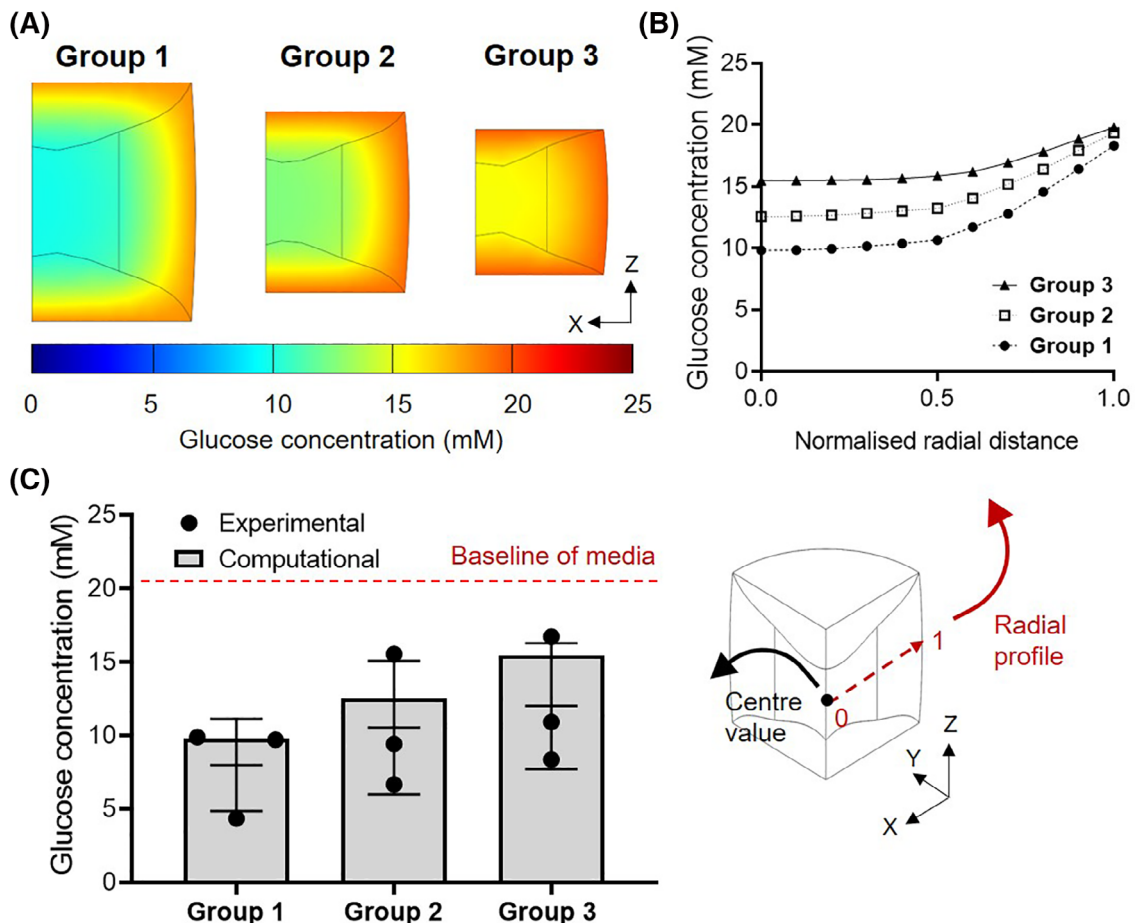 (A)
Group 1
Group 2
Group 3
Z
X
0
5
10
15
20
25
Glucose concentration (mM)
(B)
Glucose concentration (mM)
25
20
15
10
5
0
Group 3
Group 2
Group 1
0.0
0.5
1.0
Normalised radial distance
(C)
Glucose concentration (mM)
25
20
15
10
5
0
Experimental
Computational
Baseline of media
Group 1
Group 2
Group 3
Radial
profile
1
0
Centre
value
Z
Y
X